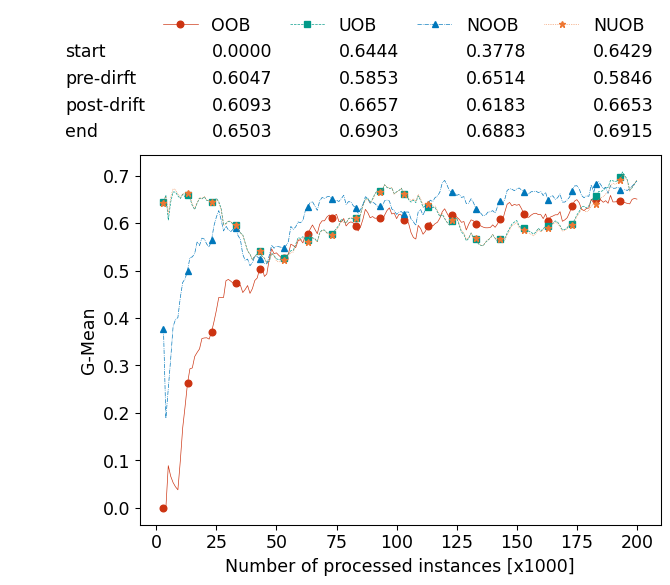 OOB UOB NOOB NUOB
start 0.0000 0.6444 0.3778 0.6429
pre-dirft 0.6047 0.5853 0.6514 0.5846
post-drift 0.6093 0.6657 0.6183 0.6653
end 0.6503 0.6903 0.6883 0.6915
0.7
0.6
0.5
0.4
0.3
0.2
0.1
0.0
G-Mean
0 25 50 75 100 125 150 175 200
Number of processed instances [x1000]